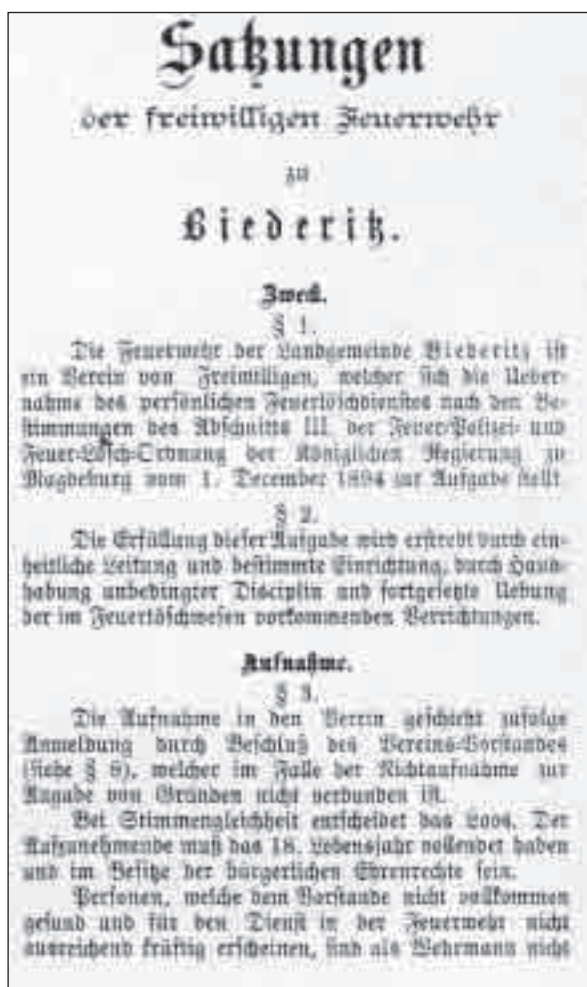 Satzungen
der freiwilligen Feuerwehr
zu
Biederitz.
Zweck.
§ 1.
Die Feuerwehr der Landgemeinde Biederitz ist
ein Verein von Freiwilligen, welcher sich die Ueber-
nahme des persönlichen Feuerlöschdienstes nach den Be-
stimmungen des Abschnitts III. der Feuer-Polizei- und
Feuer-Lösch-Ordnung der Königlichen Regierung zu
Magdeburg vom 1. December 1894 zur Aufgabe stellt
§ 2.
Die Erfüllung dieser Aufgabe wird erstrebt durch ein-
heitliche Leitung und bestimmte Einrichtung, durch Hand-
habung unbedingter Disciplin und fortgesetzte Uebung
der im Feuerlöschwesen vorkommenden Verrichtungen.
Aufnahme.
§ 3.
Die Aufnahme in den Verein geschieht zufolge
Anmeldung durch Beschluß des Vereins-Vorstandes
(siehe § 6), welcher im Falle der Nichtaufnahme zur
Angabe von Gründen nicht verbunden ist.
Bei Stimmengleichheit entscheidet das Loos. Der
Aufzunehmende muß das 18. Lebensjahr vollendet haben
und im Besitze der bürgerlichen Ehrenrechte sein.
Personen, welche dem Vorstande nicht vollkommen
gesund und für den Dienst in der Feuerwehr nicht
ausreichend kräftig erscheinen, sind als Wehrmann nicht